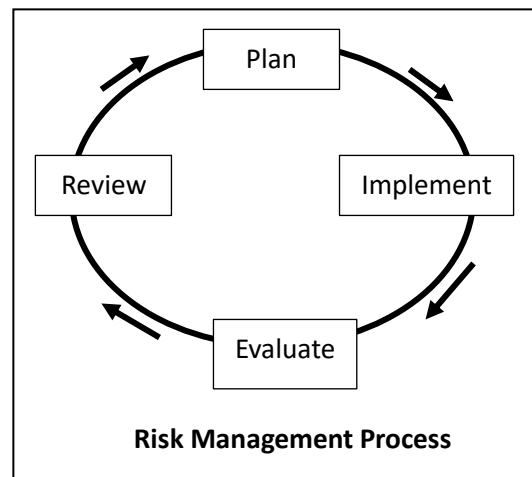 Plan
Review
Implement
Evaluate
Risk Management Process